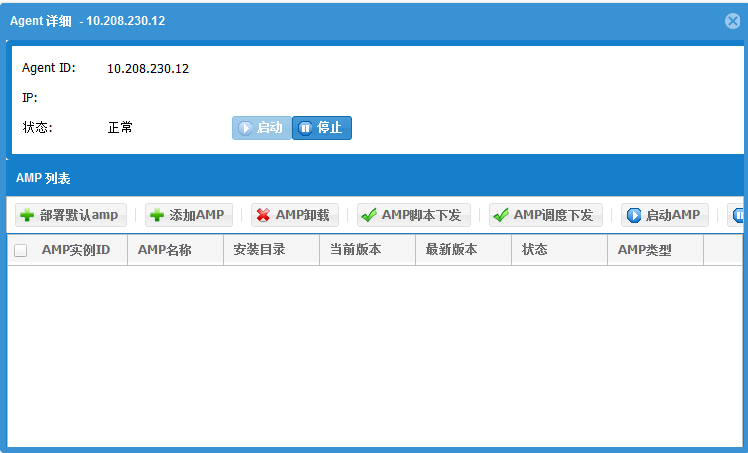 Agent 详细 - 10.208.230.12
Agent ID: 10.208.230.12
IP:
状态: 正常 启动 停止
AMP 列表
部署默认amp 添加AMP AMP卸载 AMP脚本下发 AMP调度下发 启动AMP
AMP实例ID AMP名称 安装目录 当前版本 最新版本 状态 AMP类型